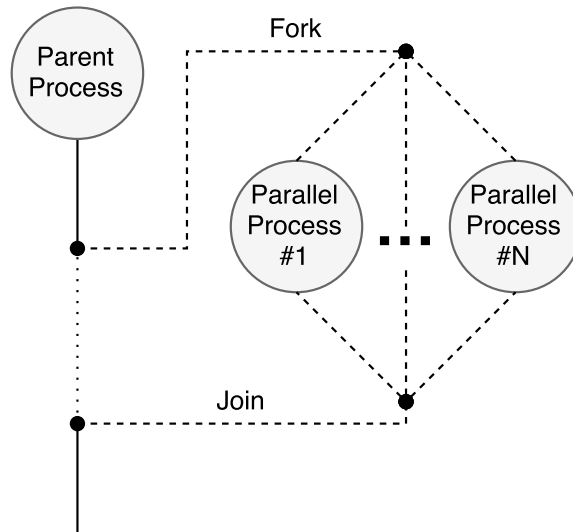 Fork
Parent
Process
Parallel
Process
#1
Parallel
Process
#N
Join